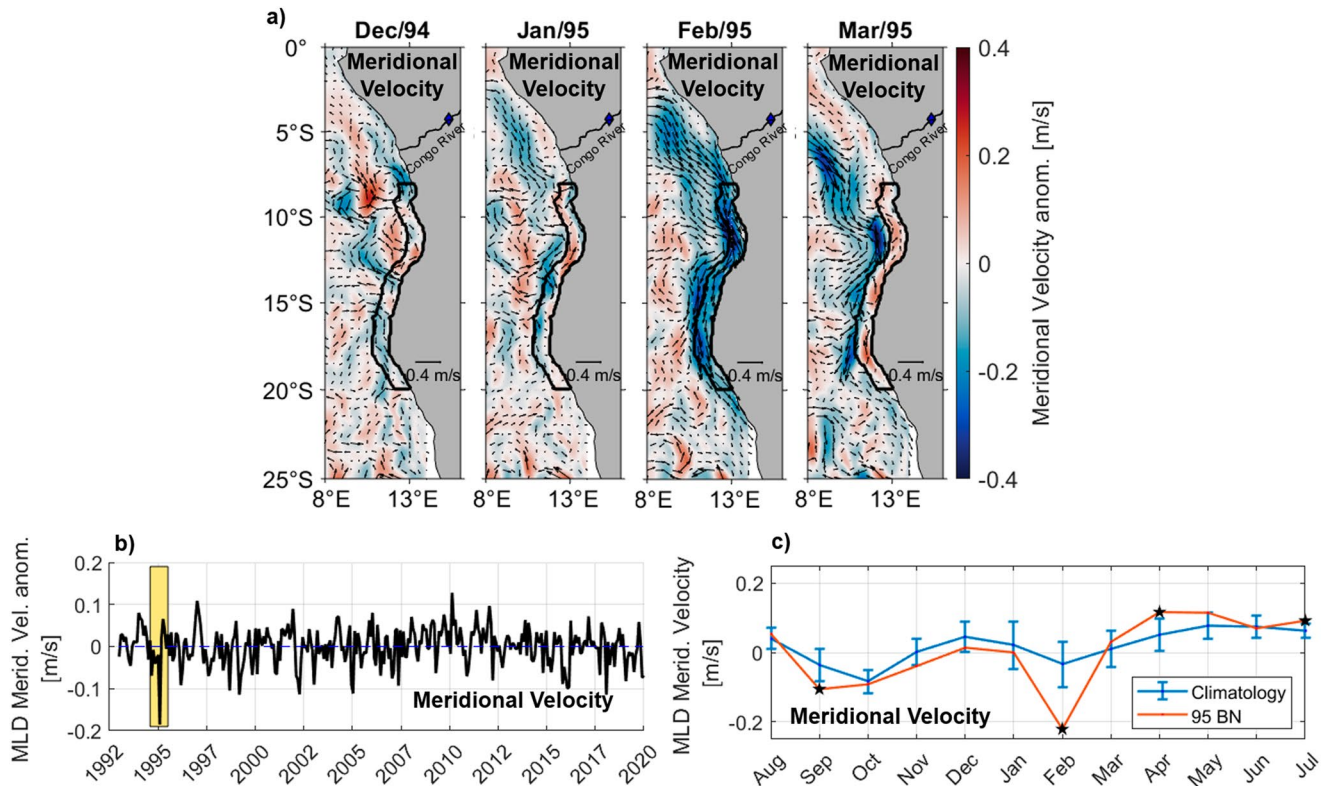 a)
Dec/94 Jan/95 Feb/95 Mar/95
0°
5°S
10°S
15°S
20°S
25°S
Meridional
Velocity
Congo River
0.4 m/s
8°E 13°E
Meridional
Velocity
Congo River
0.4 m/s
8°E 13°E
Meridional
Velocity
Congo River
0.4 m/s
8°E 13°E
Meridional
Velocity
Congo River
0.4 m/s
8°E 13°E
0.4
0.2
0
-0.2
-0.4
Meridional Velocity anom. [m/s]
b)
MLD Merid. Vel. anom.
[m/s]
0.2
0.1
0
-0.1
-0.2
Meridional Velocity
1992 1995 1997 2000 2002 2005 2007 2010 2012 2015 2017 2020
c)
MLD Merid. Velocity
[m/s]
0.2
0
-0.2
Meridional Velocity
Climatology
95 BN
Aug Sep Oct Nov Dec Jan Feb Mar Apr May Jun Jul